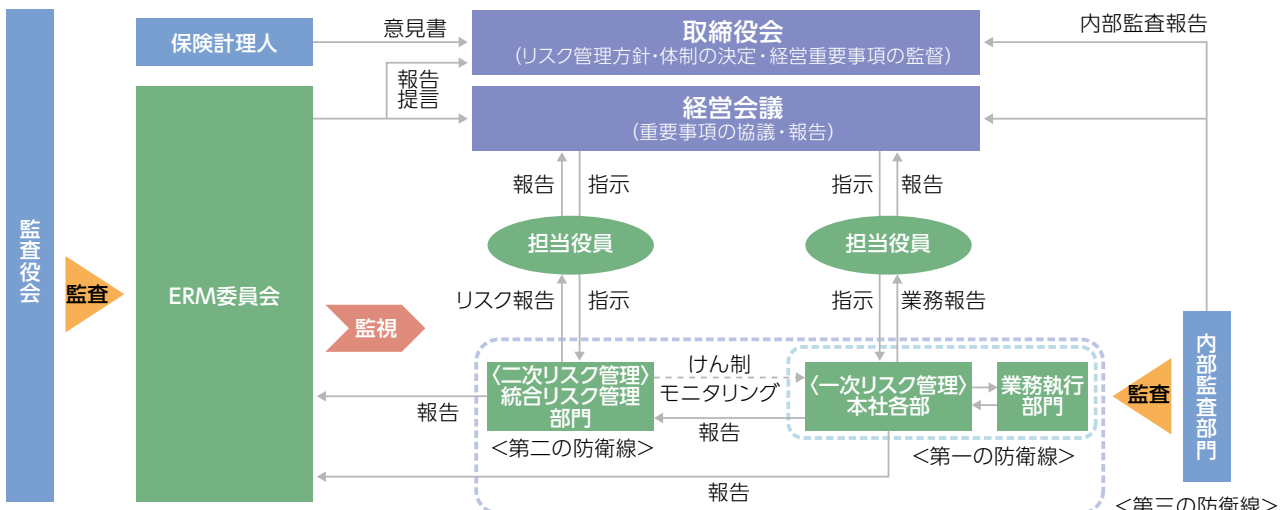 保険計理人
意見書
取締役会
(リスク管理方針・体制の決定・経営重要事項の監督)
内部監査報告
報告
提言
経営会議
(重要事項の協議・報告)
報告
指示
指示
報告
監査役会
監査
ERM委員会
担当役員
担当役員
リスク報告
指示
指示
業務報告
監視
〈二次リスク管理〉
統合リスク管理
部門
けん制
モニタリング
〈一次リスク管理〉
本社各部
業務執行
部門
監査
内部監査部門
報告
報告
<第二の防衛線>
<第一の防衛線>
報告
<第三の防衛線>